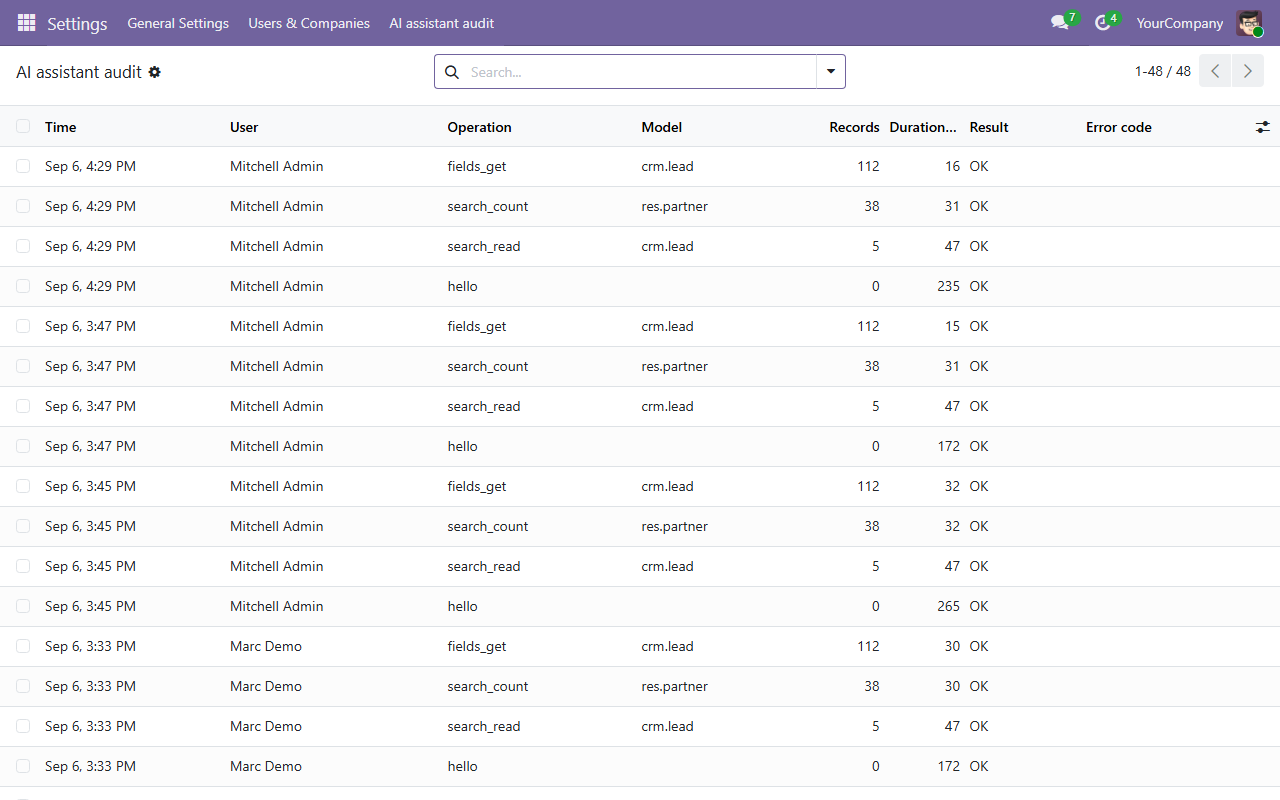 Settings General Settings Users & Companies AI assistant audit 7 4 YourCompany
AI assistant audit Search... 1-48 / 48
Time User Operation Model Records Duration... Result Error code
Sep 6, 4:29 PM Mitchell Admin fields_get crm.lead 112 16 OK
Sep 6, 4:29 PM Mitchell Admin search_count res.partner 38 31 OK
Sep 6, 4:29 PM Mitchell Admin search_read crm.lead 5 47 OK
Sep 6, 4:29 PM Mitchell Admin hello 0 235 OK
Sep 6, 3:47 PM Mitchell Admin fields_get crm.lead 112 15 OK
Sep 6, 3:47 PM Mitchell Admin search_count res.partner 38 31 OK
Sep 6, 3:47 PM Mitchell Admin search_read crm.lead 5 47 OK
Sep 6, 3:47 PM Mitchell Admin hello 0 172 OK
Sep 6, 3:45 PM Mitchell Admin fields_get crm.lead 112 32 OK
Sep 6, 3:45 PM Mitchell Admin search_count res.partner 38 32 OK
Sep 6, 3:45 PM Mitchell Admin search_read crm.lead 5 47 OK
Sep 6, 3:45 PM Mitchell Admin hello 0 265 OK
Sep 6, 3:33 PM Marc Demo fields_get crm.lead 112 30 OK
Sep 6, 3:33 PM Marc Demo search_count res.partner 38 30 OK
Sep 6, 3:33 PM Marc Demo search_read crm.lead 5 47 OK
Sep 6, 3:33 PM Marc Demo hello 0 172 OK